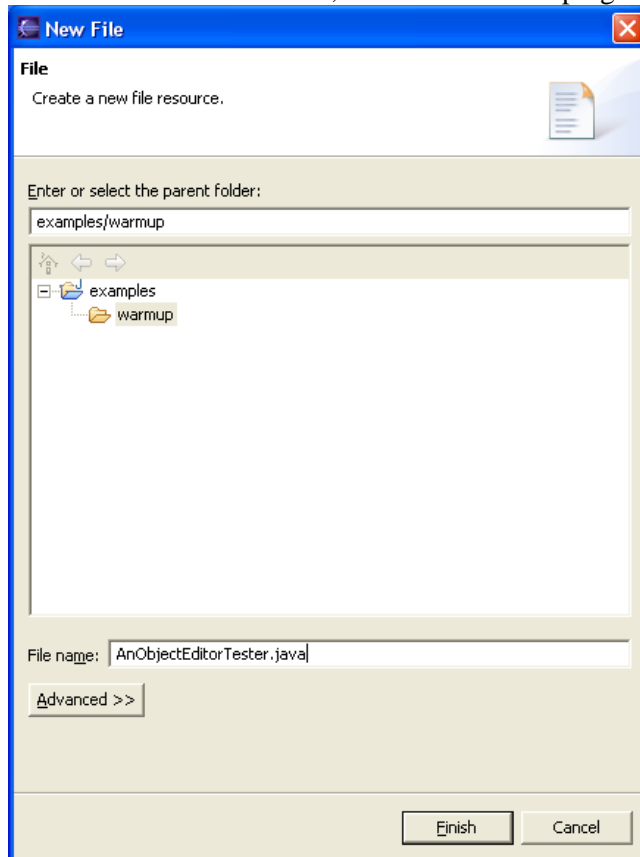 New File
File
Create a new file resource.
Enter or select the parent folder:
examples/warmup
examples
warmup
File name: AnObjectEditorTester.java
Advanced >>
Finish Cancel